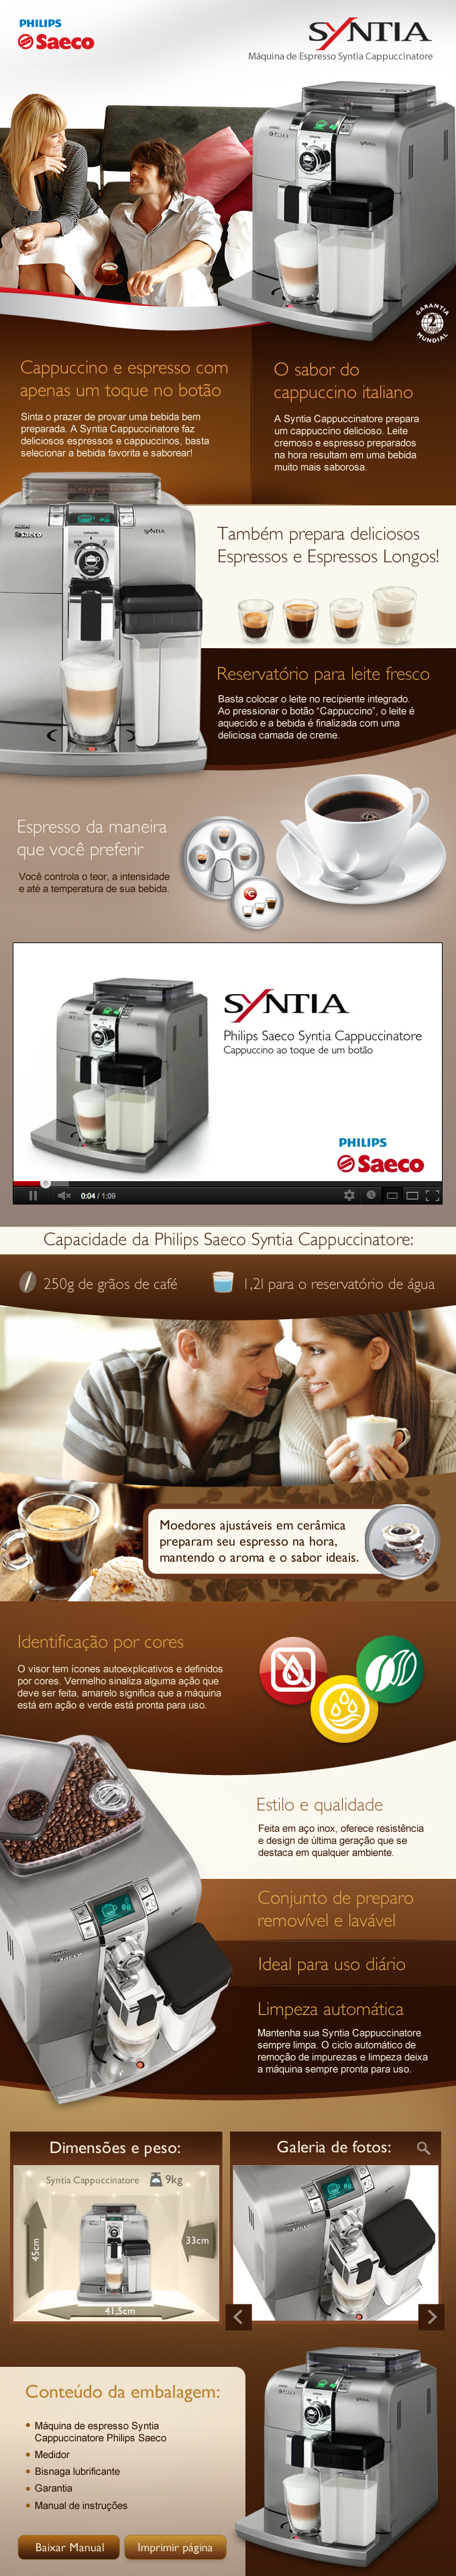 PHILIPS
Saeco
SYNTIA
Máquina de Espresso Syntia Cappuccinatore
GARANTIA
2
MUNDIAL
Cappuccino e espresso com
apenas um toque no botão
Sinta o prazer de provar uma bebida bem
preparada. A Syntia Cappuccinatore faz
deliciosos espressos e cappuccinos, basta
selecionar a bebida favorita e saborear!
O sabor do
cappuccino italiano
A Syntia Cappuccinatore prepara
um cappuccino delicioso. Leite
cremoso e espresso preparados
na hora resultam em uma bebida
muito mais saborosa.
Saeco
SYNTIA
Também prepara deliciosos
Espressos e Espressos Longos!
Reservatório para leite fresco
Basta colocar o leite no recipiente integrado.
Ao pressionar o botão “Cappuccino”, o leite é
aquecido e a bebida é finalizada com uma
deliciosa camada de creme.
Espresso da maneira
que você preferir
Você controla o teor, a intensidade
e até a temperatura de sua bebida.
°C
SYNTIA
Philips Saeco Syntia Cappuccinatore
Cappuccino ao toque de um botão
PHILIPS
Saeco
0:04 / 1:09
Capacidade da Philips Saeco Syntia Cappuccinatore:
250g de grãos de café
1,2l para o reservatório de água
Moedores ajustáveis em cerâmica
preparam seu espresso na hora,
mantendo o aroma e o sabor ideais.
Identificação por cores
O visor tem ícones autoexplicativos e definidos
por cores. Vermelho sinaliza alguma ação que
deve ser feita, amarelo significa que a máquina
está em ação e verde está pronta para uso.
Estilo e qualidade
Feita em aço inox, oferece resistência
e design de última geração que se
destaca em qualquer ambiente.
Conjunto de preparo
removível e lavável
Ideal para uso diário
Limpeza automática
Mantenha sua Syntia Cappuccinatore
sempre limpa. O ciclo automático de
remoção de impurezas e limpeza deixa
a máquina sempre pronta para uso.
Dimensões e peso:
Syntia Cappuccinatore
9kg
45cm
33cm
41,5cm
Galeria de fotos:
Conteúdo da embalagem:
Máquina de espresso Syntia
Cappuccinatore Philips Saeco
Medidor
Bisnaga lubrificante
Garantia
Manual de instruções
Baixar Manual
Imprimir página